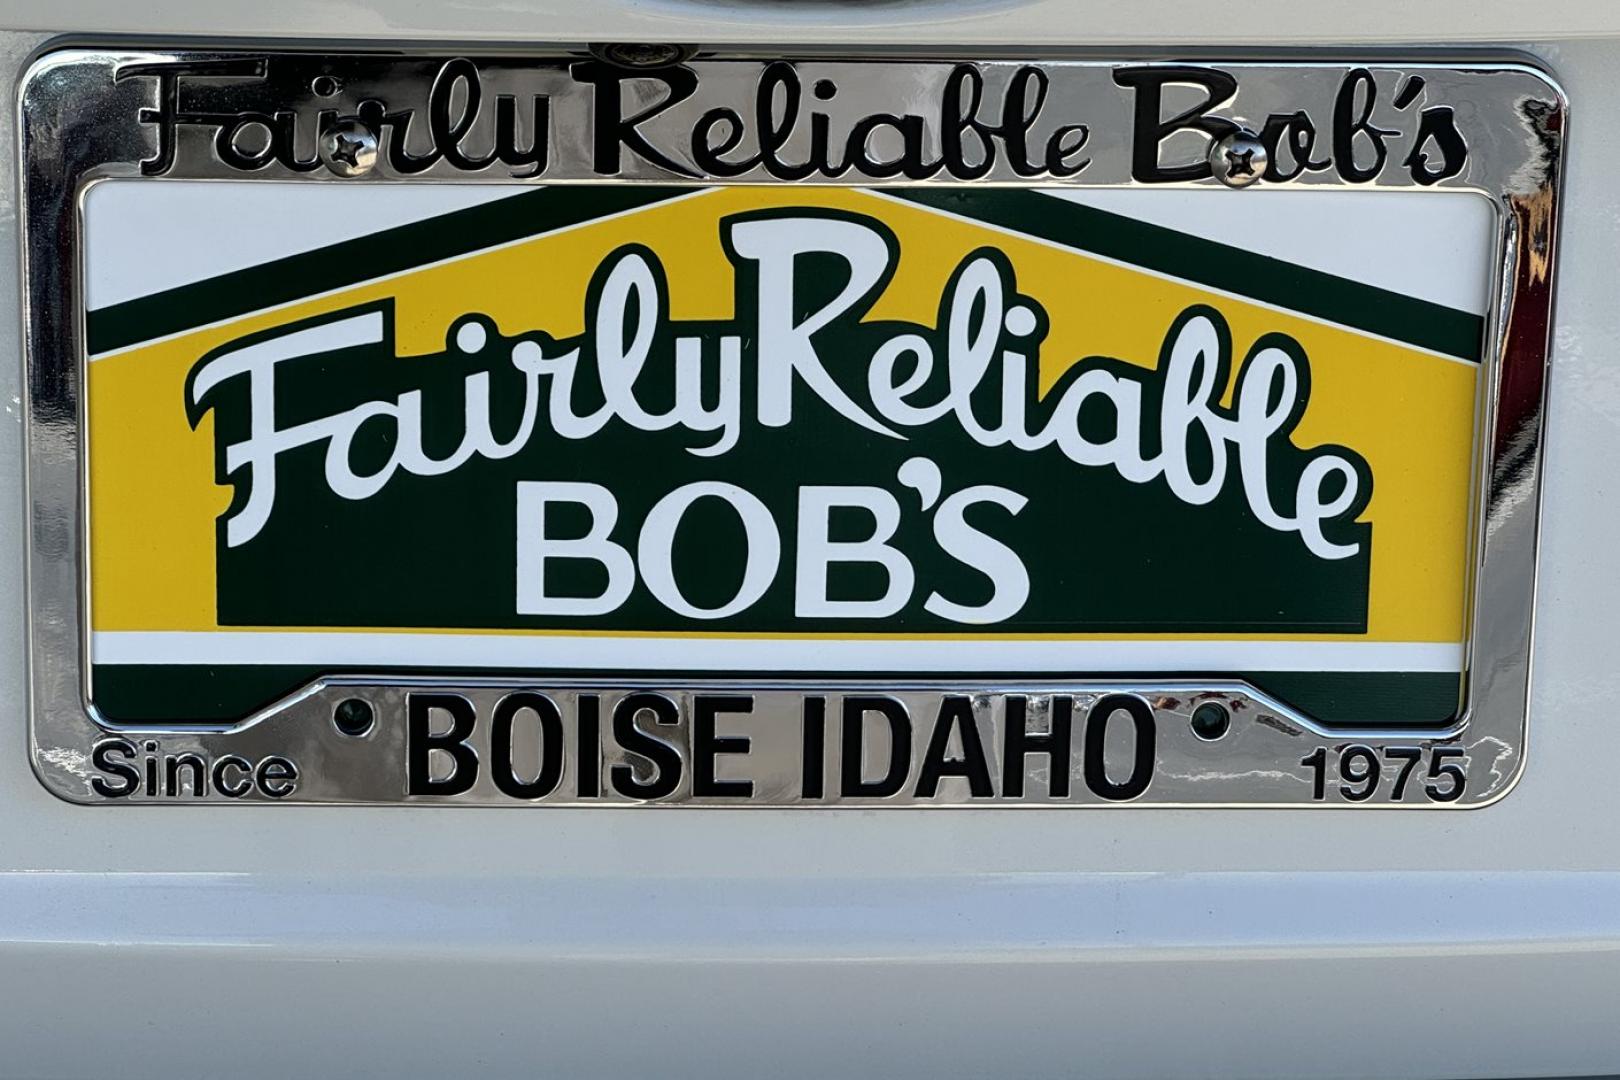 Fairly Reliable Bob's
Fairly Reliable
BOB'S
BOISE IDAHO
Since 1975